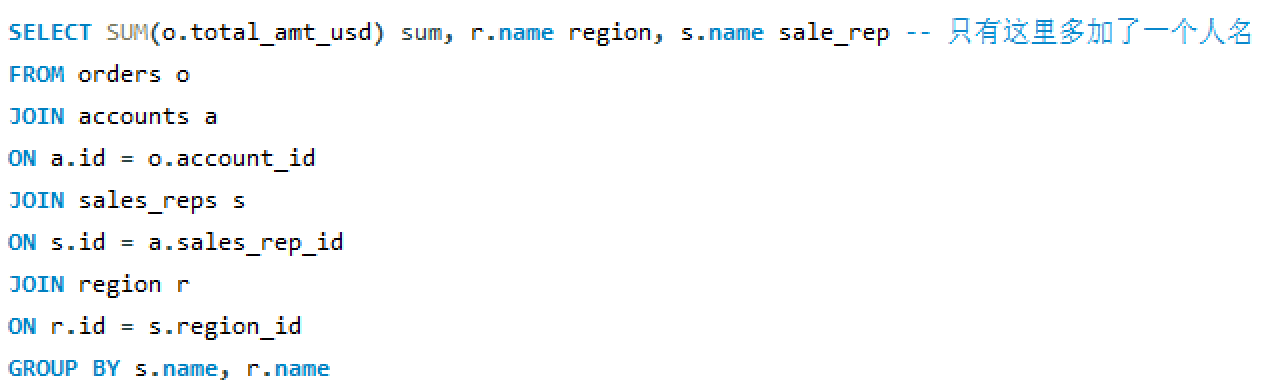 SELECT SUM(o.total_amt_usd) sum, r.name region, s.name sale_rep -- 只有这里多加了一个人名
FROM orders o
JOIN accounts a
ON a.id = o.account_id
JOIN sales_reps s
ON s.id = a.sales_rep_id
JOIN region r
ON r.id = s.region_id
GROUP BY s.name, r.name